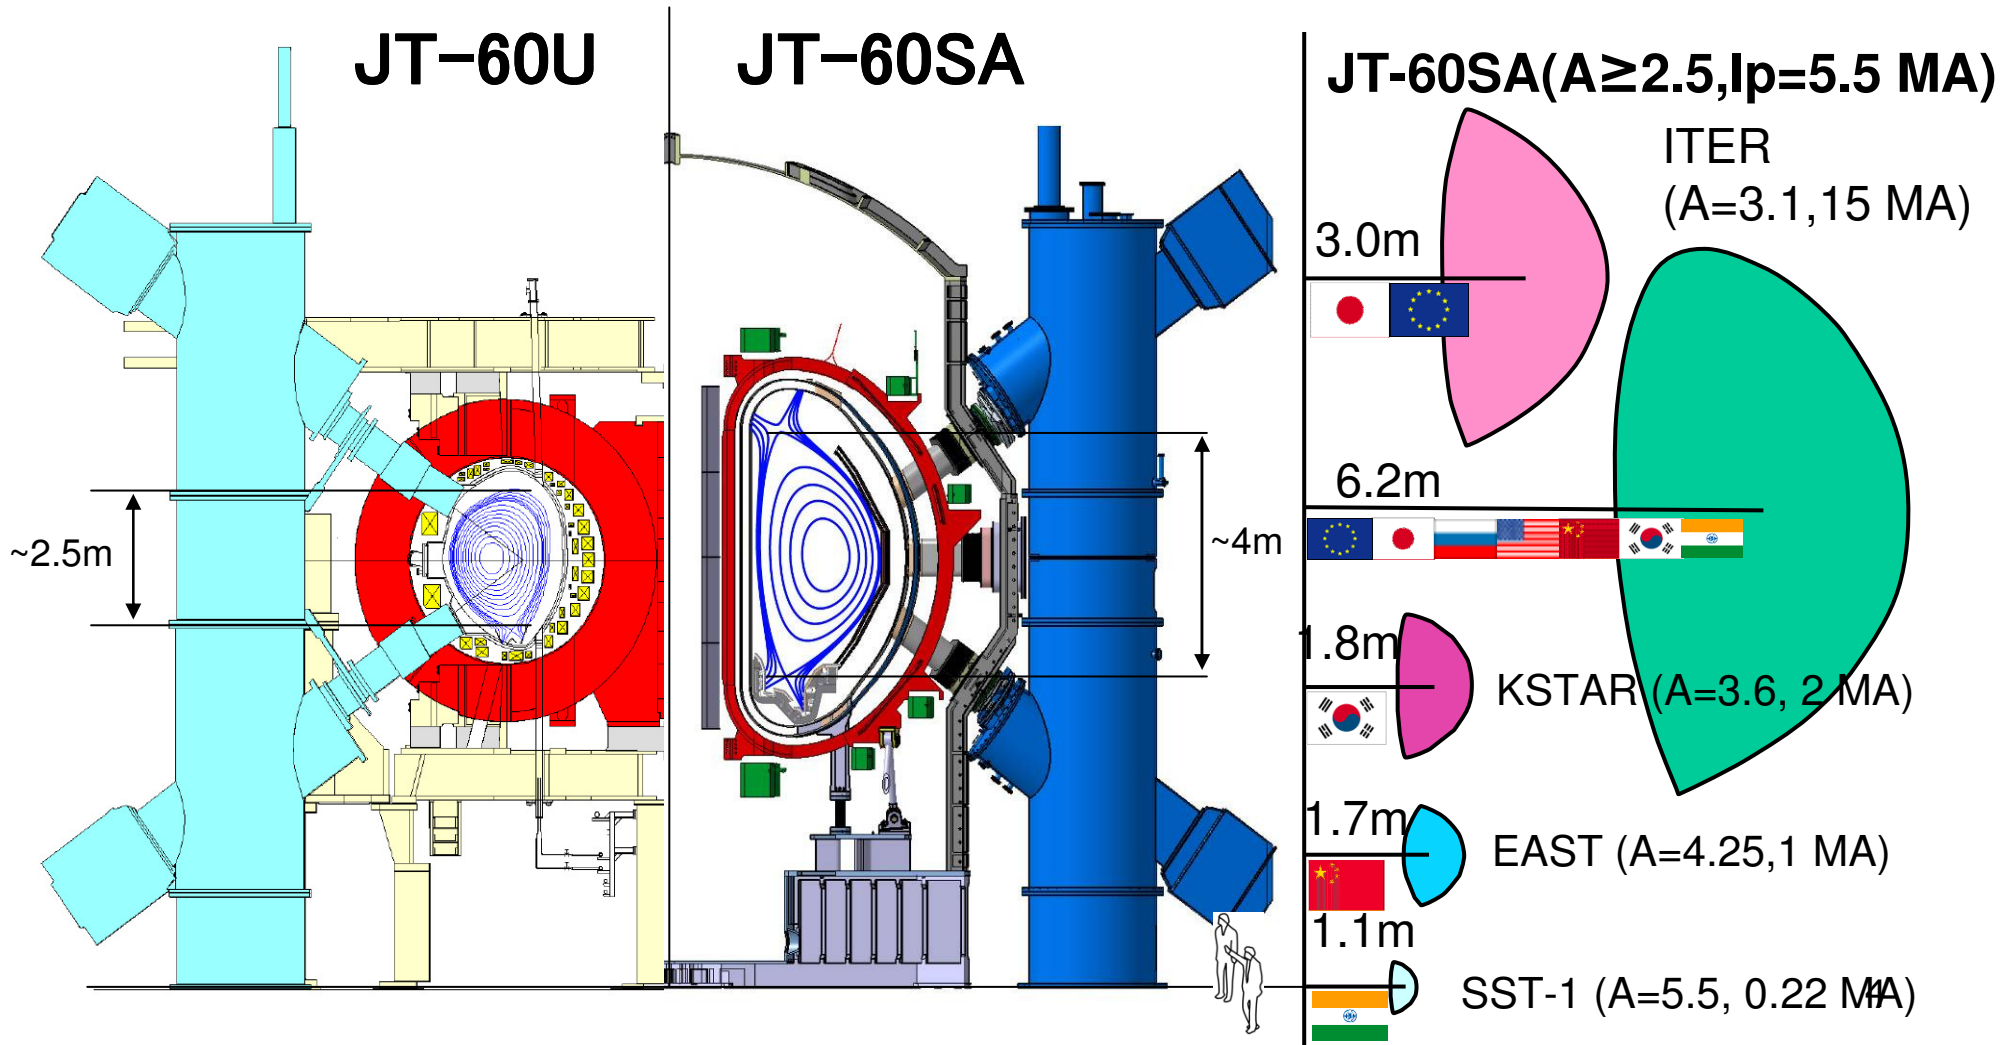 JT-60U
JT-60SA
~2.5m
~4m
JT-60SA(A≥2.5,Ip=5.5 MA)
ITER
(A=3.1,15 MA)
3.0m
6.2m
1.8m
KSTAR (A=3.6, 2 MA)
1.7m
EAST (A=4.25,1 MA)
1.1m
SST-1 (A=5.5, 0.22 MA)
4